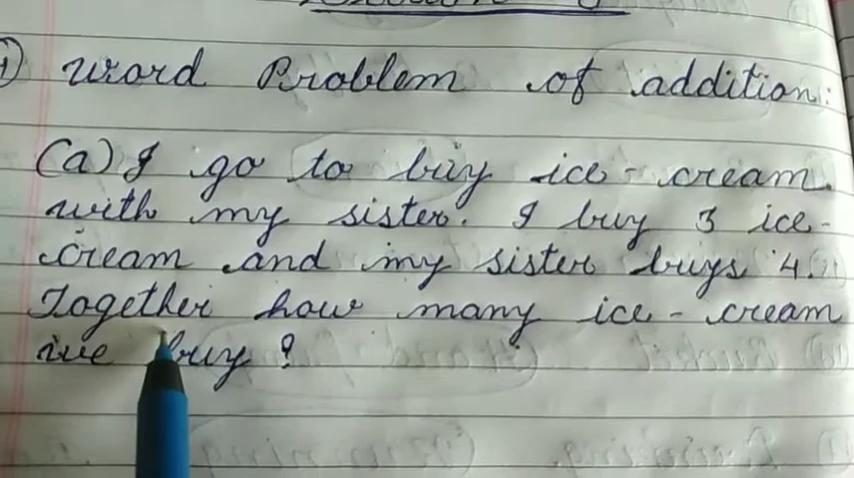 1) Word Problem of addition:
(a) I go to buy ice-cream
with my sister. I buy 3 ice-
cream and my sister buys 4.
Together how many ice-cream
we buy?